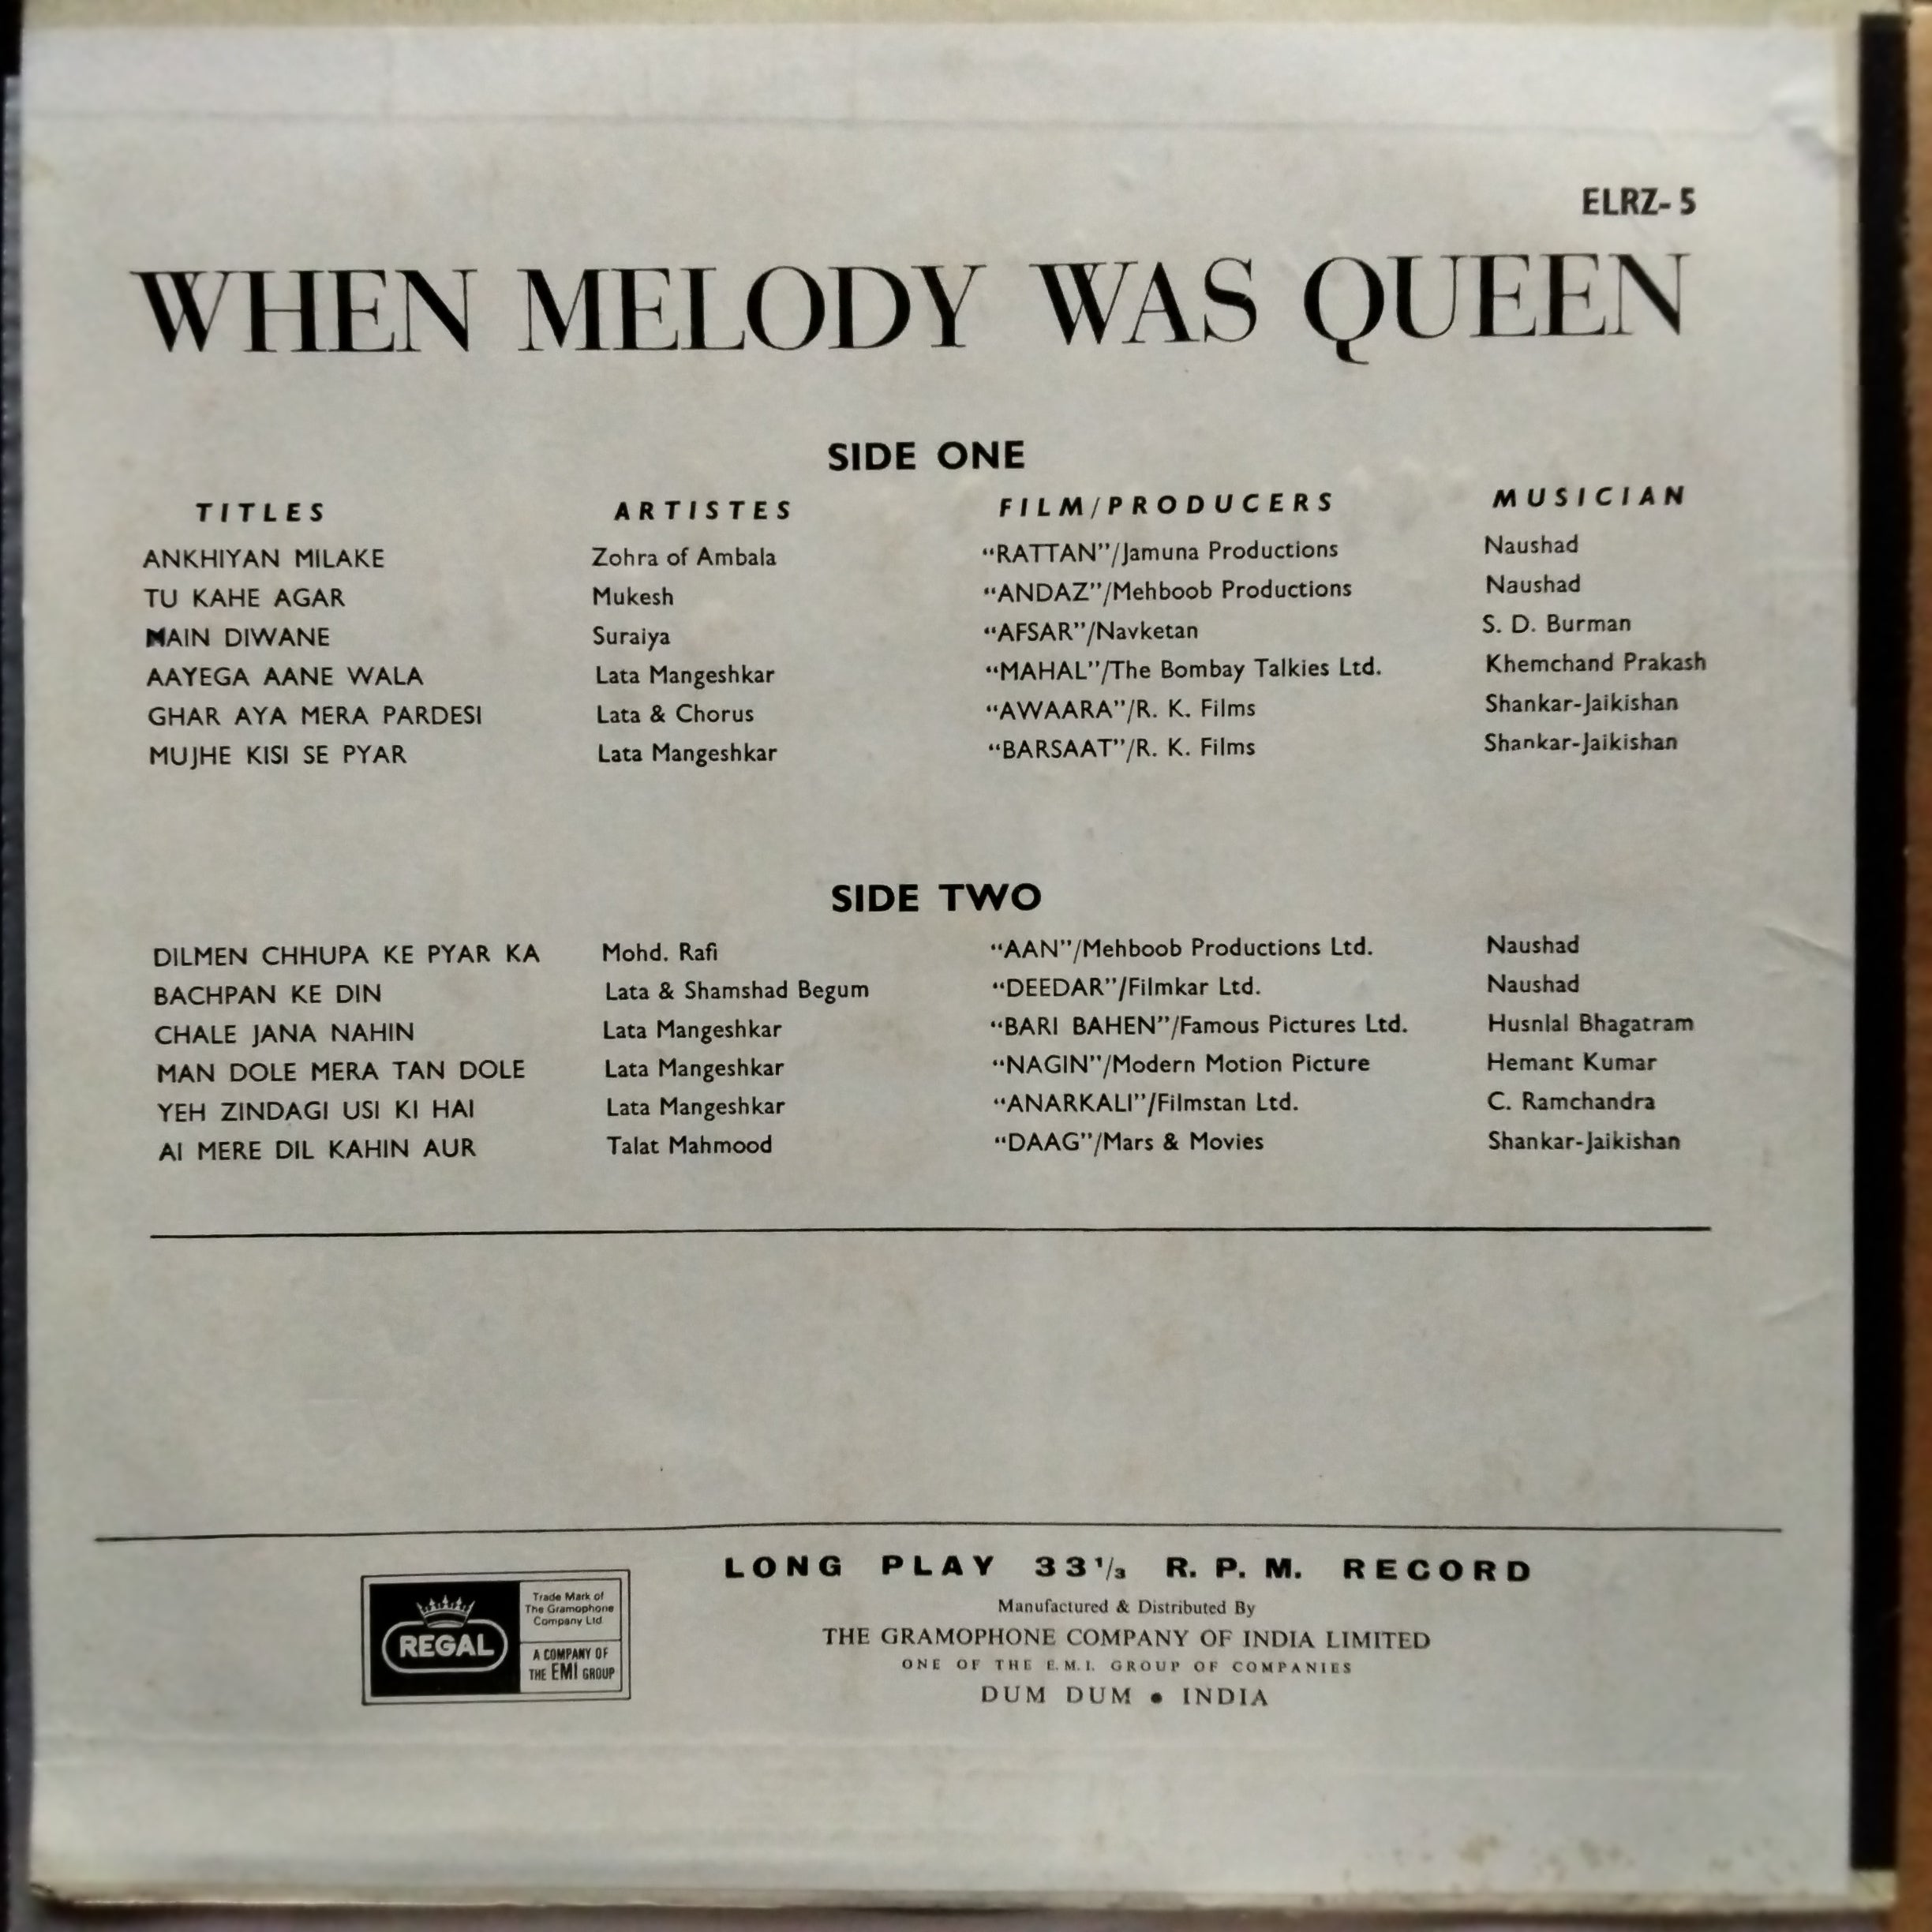 ELRZ- 5
WHEN MELODY WAS QUEEN
SIDE ONE
TITLES ARTISTES FILM/PRODUCERS MUSICIAN
ANKHIYAN MILAKE Zohra of Ambala “RATTAN”/Jamuna Productions Naushad
TU KAHE AGAR Mukesh “ANDAZ”/Mehboob Productions Naushad
MAIN DIWANE Suraiya “AFSAR”/Navketan S. D. Burman
AAYEGA AANE WALA Lata Mangeshkar “MAHAL”/The Bombay Talkies Ltd. Khemchand Prakash
GHAR AYA MERA PARDESI Lata & Chorus “AWAARA”/R. K. Films Shankar-Jaikishan
MUJHE KISI SE PYAR Lata Mangeshkar “BARSAAT”/R. K. Films Shankar-Jaikishan
SIDE TWO
DILMEN CHHUPA KE PYAR KA Mohd. Rafi “AAN”/Mehboob Productions Ltd. Naushad
BACHPAN KE DIN Lata & Shamshad Begum “DEEDAR”/Filmkar Ltd. Naushad
CHALE JANA NAHIN Lata Mangeshkar “BARI BAHEN”/Famous Pictures Ltd. Husnlal Bhagatram
MAN DOLE MERA TAN DOLE Lata Mangeshkar “NAGIN”/Modern Motion Picture Hemant Kumar
YEH ZINDAGI USI KI HAI Lata Mangeshkar “ANARKALI”/Filmstan Ltd. C. Ramchandra
AI MERE DIL KAHIN AUR Talat Mahmood “DAAG”/Mars & Movies Shankar-Jaikishan
REGAL
Trade Mark of
The Gramophone
Company Ltd
A COMPANY OF
THE EMI GROUP
LONG PLAY 33⅓ R. P. M. RECORD
Manufactured & Distributed By
THE GRAMOPHONE COMPANY OF INDIA LIMITED
ONE OF THE E.M.I. GROUP OF COMPANIES
DUM DUM • INDIA